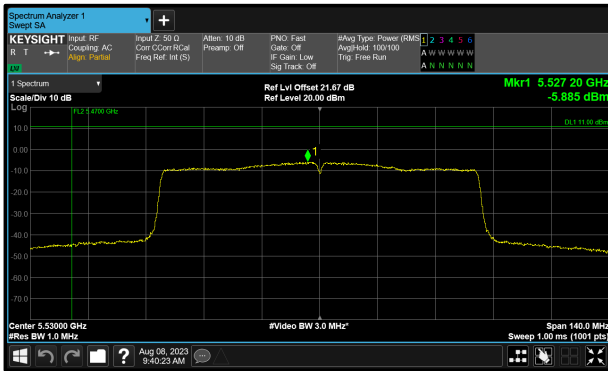 Spectrum Analyzer 1
Swept SA
KEYSIGHT
R T
LXI
Input: RF
Coupling: AC
Align: Partial
Input Z: 50 Ω
Corr CCorr RCal
Freq Ref: Int (S)
Atten: 10 dB
Preamp: Off
PNO: Fast
Gate: Off
IF Gain: Low
Sig Track: Off
#Avg Type: Power (RMS
Avg|Hold: 100/100
Trig: Free Run
1 2 3 4 5 6
A W W W W W
A N N N N N
1 Spectrum
Scale/Div 10 dB
Ref Lvl Offset 21.67 dB
Ref Level 20.00 dBm
Mkr1 5.527 20 GHz
-5.885 dBm
Log
FL2 5.4700 GHz
DL1 11.00 dBm
10.0
0.00
1
-10.0
-20.0
-30.0
-40.0
-50.0
-60.0
-70.0
Center 5.53000 GHz
#Video BW 3.0 MHz*
Span 140.0 MHz
#Res BW 1.0 MHz
Sweep 1.00 ms (1001 pts)
?
Aug 08, 2023
9:40:23 AM